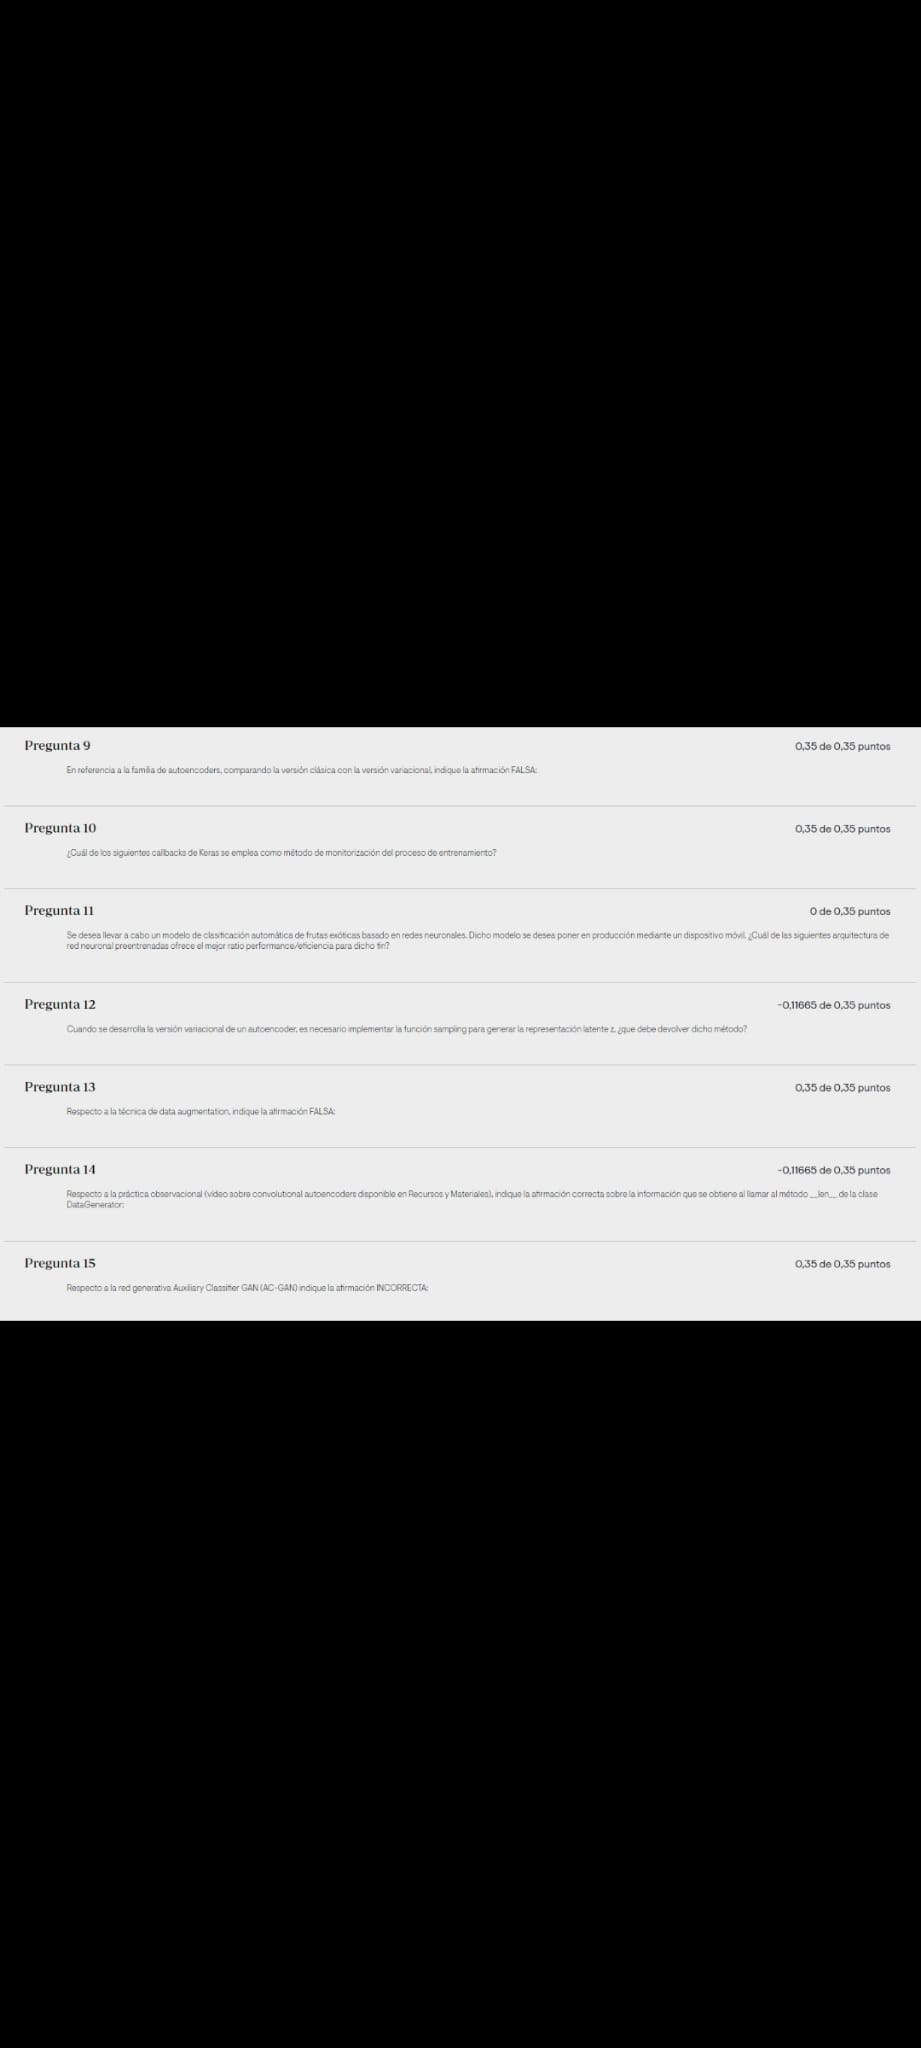 Pregunta 9
0,35 de 0,35 puntos
En referencia a la familia de autoencoders, comparando la versión clásica con la versión variacional, indique la afirmación FALSA:
Pregunta 10
0,35 de 0,35 puntos
¿Cuál de los siguientes callbacks de Keras se emplea como método de monitorización del proceso de entrenamiento?
Pregunta 11
0 de 0,35 puntos
Se desea llevar a cabo un modelo de clasificación automática de frutas exóticas basado en redes neuronales. Dicho modelo se desea poner en producción mediante un dispositivo móvil. ¿Cuál de las siguientes arquitectura de
red neuronal preentrenadas ofrece el mejor ratio performance/eficiencia para dicho fin?
Pregunta 12
-0,11665 de 0,35 puntos
Cuando se desarrolla la versión variacional de un autoencoder, es necesario implementar la función sampling para generar la representación latente z, ¿que debe devolver dicho método?
Pregunta 13
0,35 de 0,35 puntos
Respecto a la técnica de data augmentation, indique la afirmación FALSA:
Pregunta 14
-0,11665 de 0,35 puntos
Respecto a la práctica observacional (vídeo sobre convolutional autoencoders disponible en Recursos y Materiales), indique la afirmación correcta sobre la información que se obtiene al llamar al método __len__ de la clase
DataGenerator:
Pregunta 15
0,35 de 0,35 puntos
Respecto a la red generativa Auxiliary Classifier GAN (AC-GAN) indique la afirmación INCORRECTA: